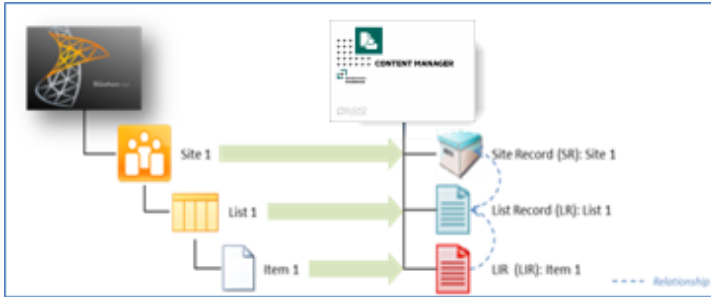 CONTENT MANAGER
Site 1
Site Record (SR): Site 1
List 1
List Record (LR): List 1
Item 1
LIR (LIR): Item 1
Relationship